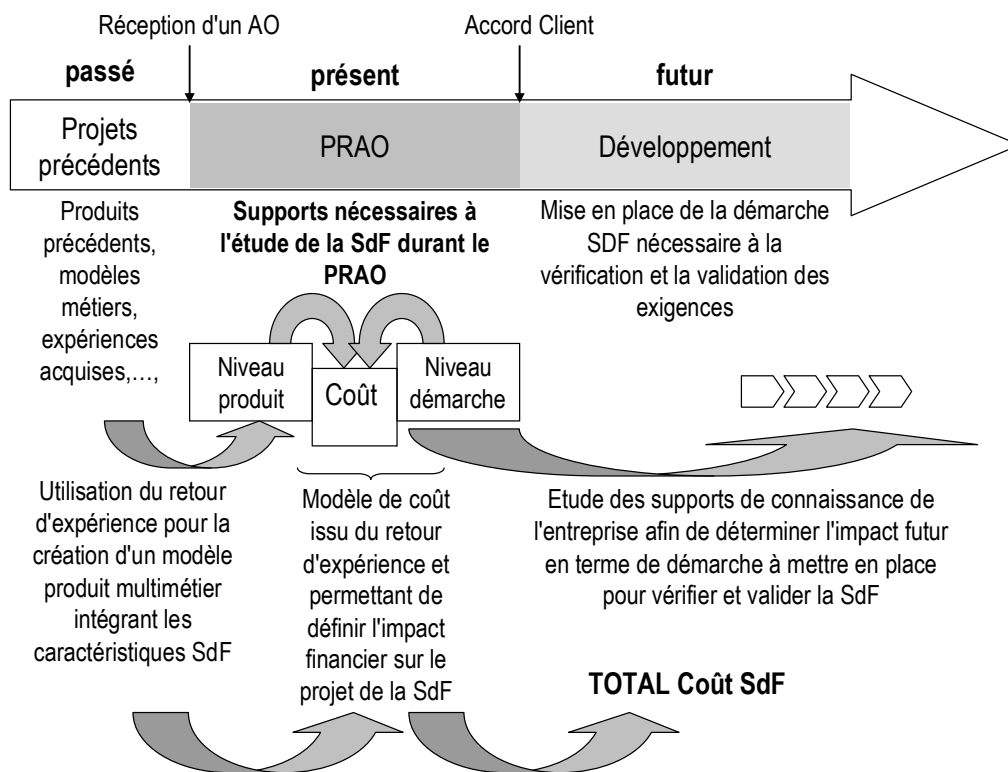 Réception d'un AO
Accord Client
passé
présent
futur
Projets
précédents
PRAO
Développement
Produits
précédents,
modèles
métiers,
expériences
acquises,…,
Supports nécessaires à
l'étude de la SdF durant le
PRAO
Mise en place de la démarche
SDF nécessaire à la
vérification et la validation des
exigences
Niveau
produit
Coût
Niveau
démarche
Utilisation du retour
d'expérience pour la
création d'un modèle
produit multimétier
intégrant les
caractéristiques SdF
Modèle de coût
issu du retour
d'expérience et
permettant de
définir l'impact
financier sur le
projet de la SdF
Etude des supports de connaissance de
l'entreprise afin de déterminer l'impact futur
en terme de démarche à mettre en place
pour vérifier et valider la SdF
TOTAL Coût SdF